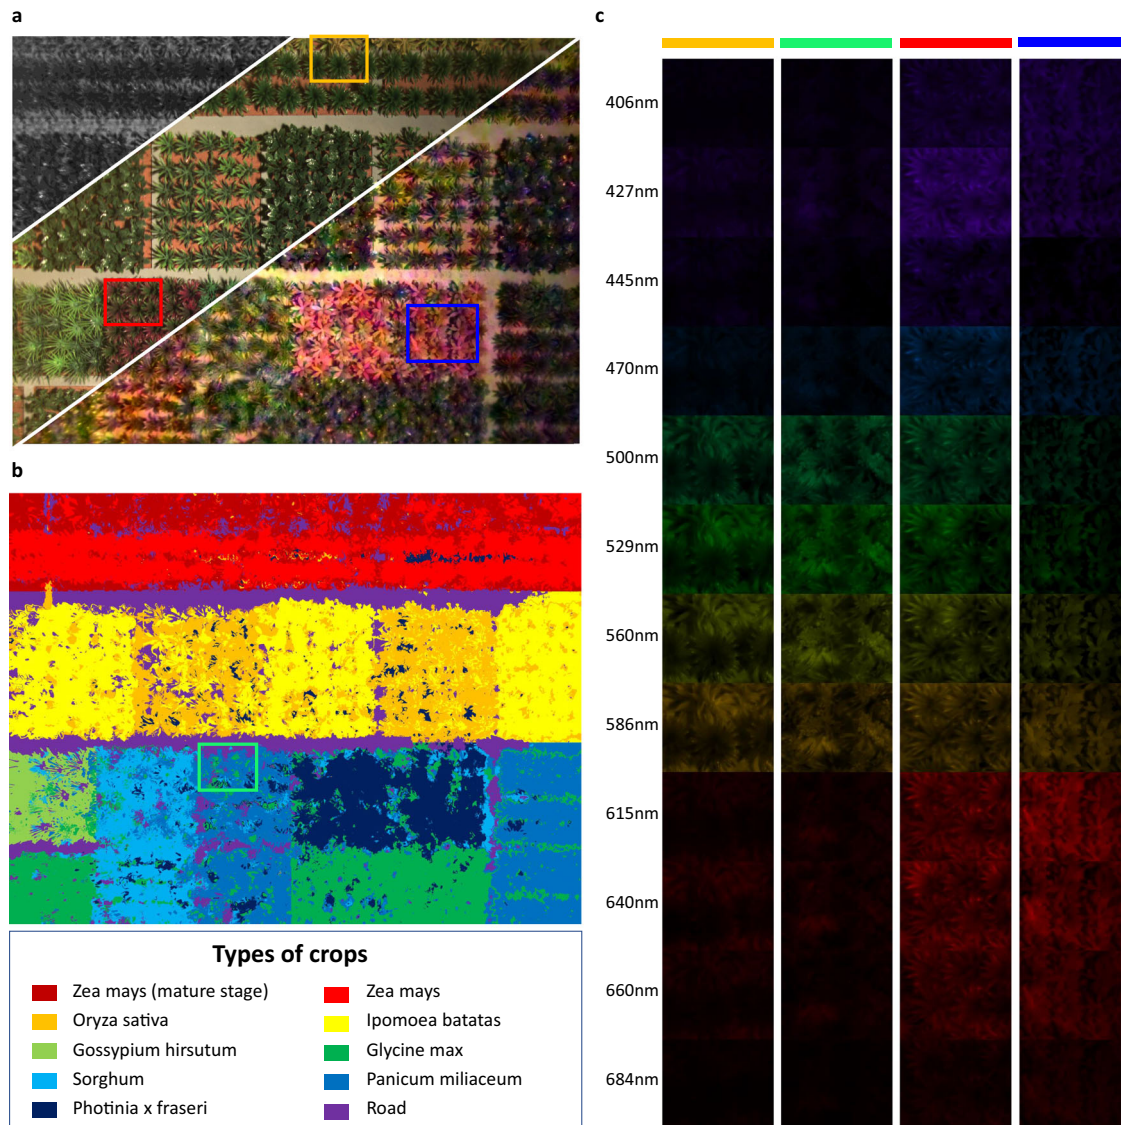 a
b
Types of crops
Zea mays (mature stage)
Zea mays
Oryza sativa
Ipomoea batatas
Gossypium hirsutum
Glycine max
Sorghum
Panicum miliaceum
Photinia x fraseri
Road
c
406nm
427nm
445nm
470nm
500nm
529nm
560nm
586nm
615nm
640nm
660nm
684nm